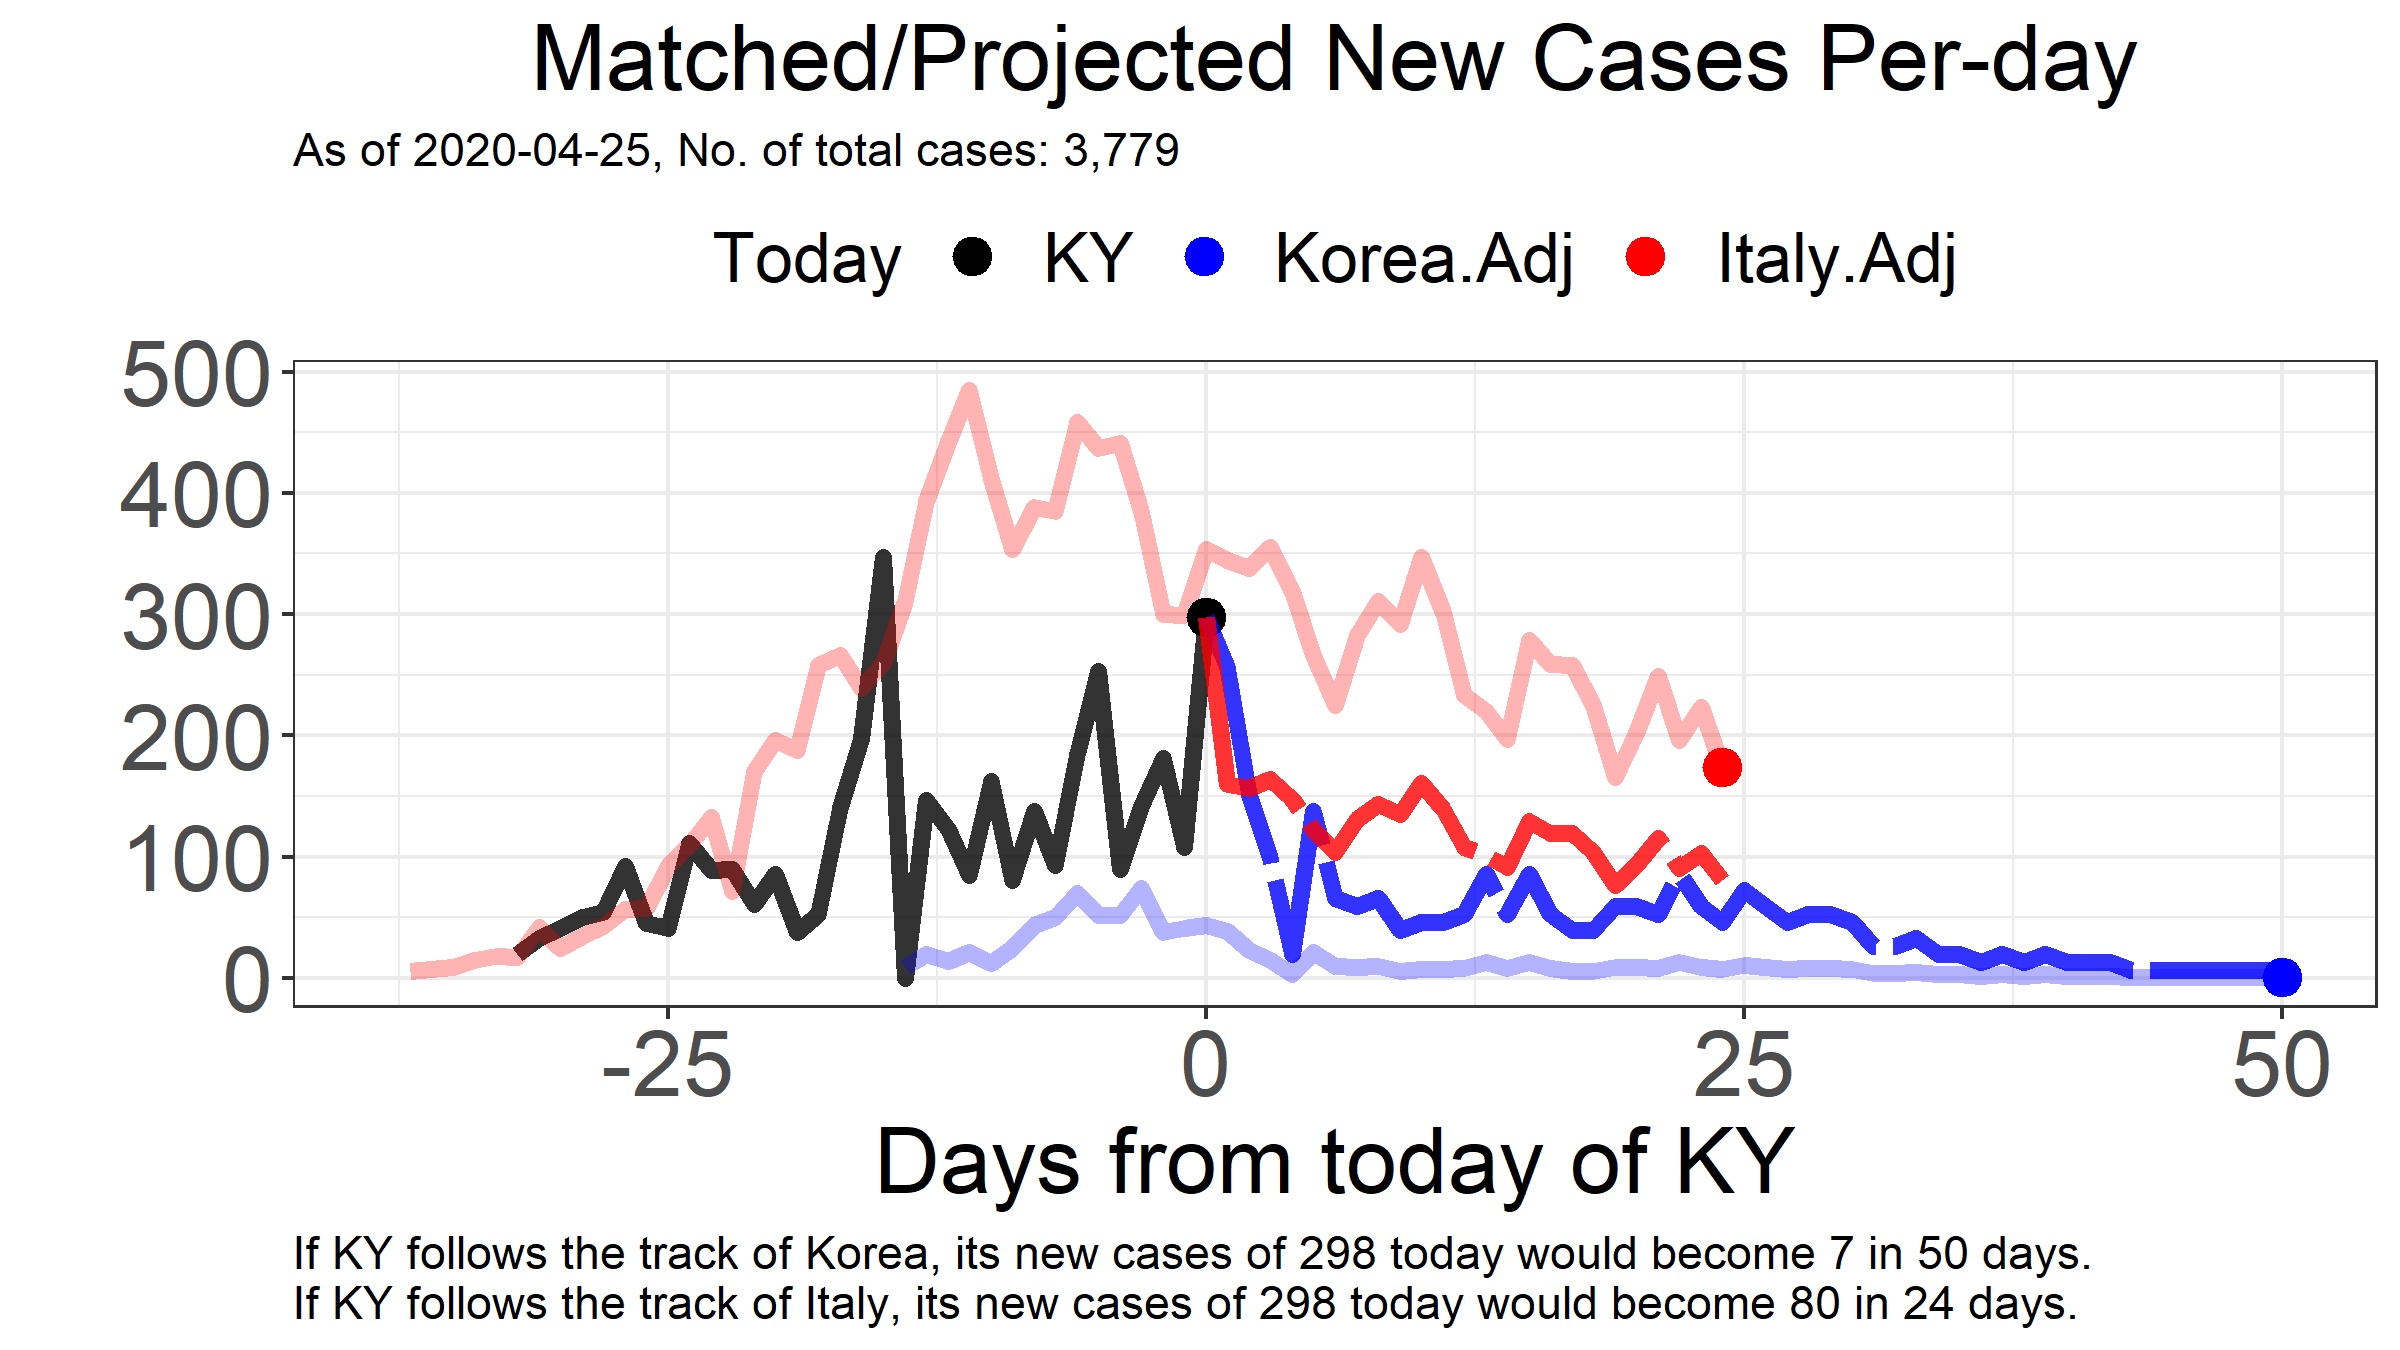 Matched/Projected New Cases Per-day
As of 2020-04-25, No. of total cases: 3,779
Today KY Korea.Adj Italy.Adj
500
400
300
200
100
0
-25 0 25 50
Days from today of KY
If KY follows the track of Korea, its new cases of 298 today would become 7 in 50 days.
If KY follows the track of Italy, its new cases of 298 today would become 80 in 24 days.